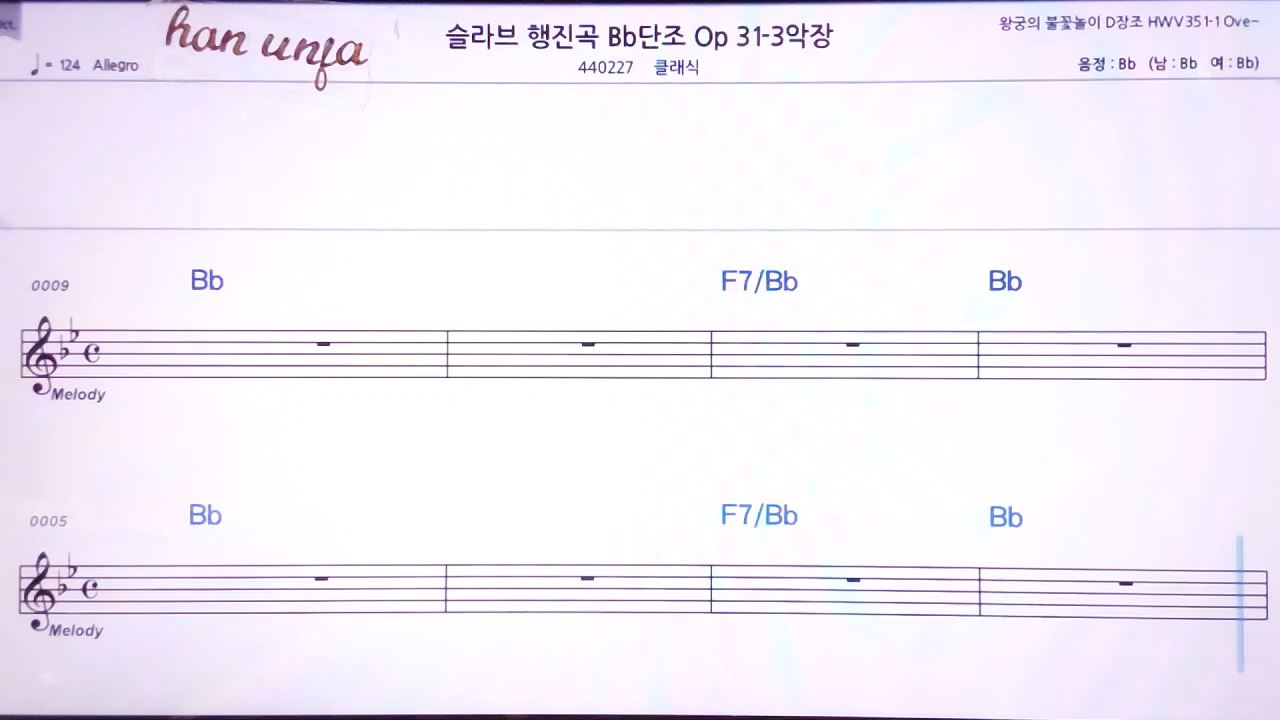 han unfa
슬라브 행진곡 Bb단조 Op 31-3악장
왕궁의 불꽃놀이 D장조 HWV351-1 Ove~
= 124 Allegro
440227 클래식
음정 : Bb (남 : Bb 여 : Bb)
0009 Bb F7/Bb Bb
Melody
0005 Bb F7/Bb Bb
Melody